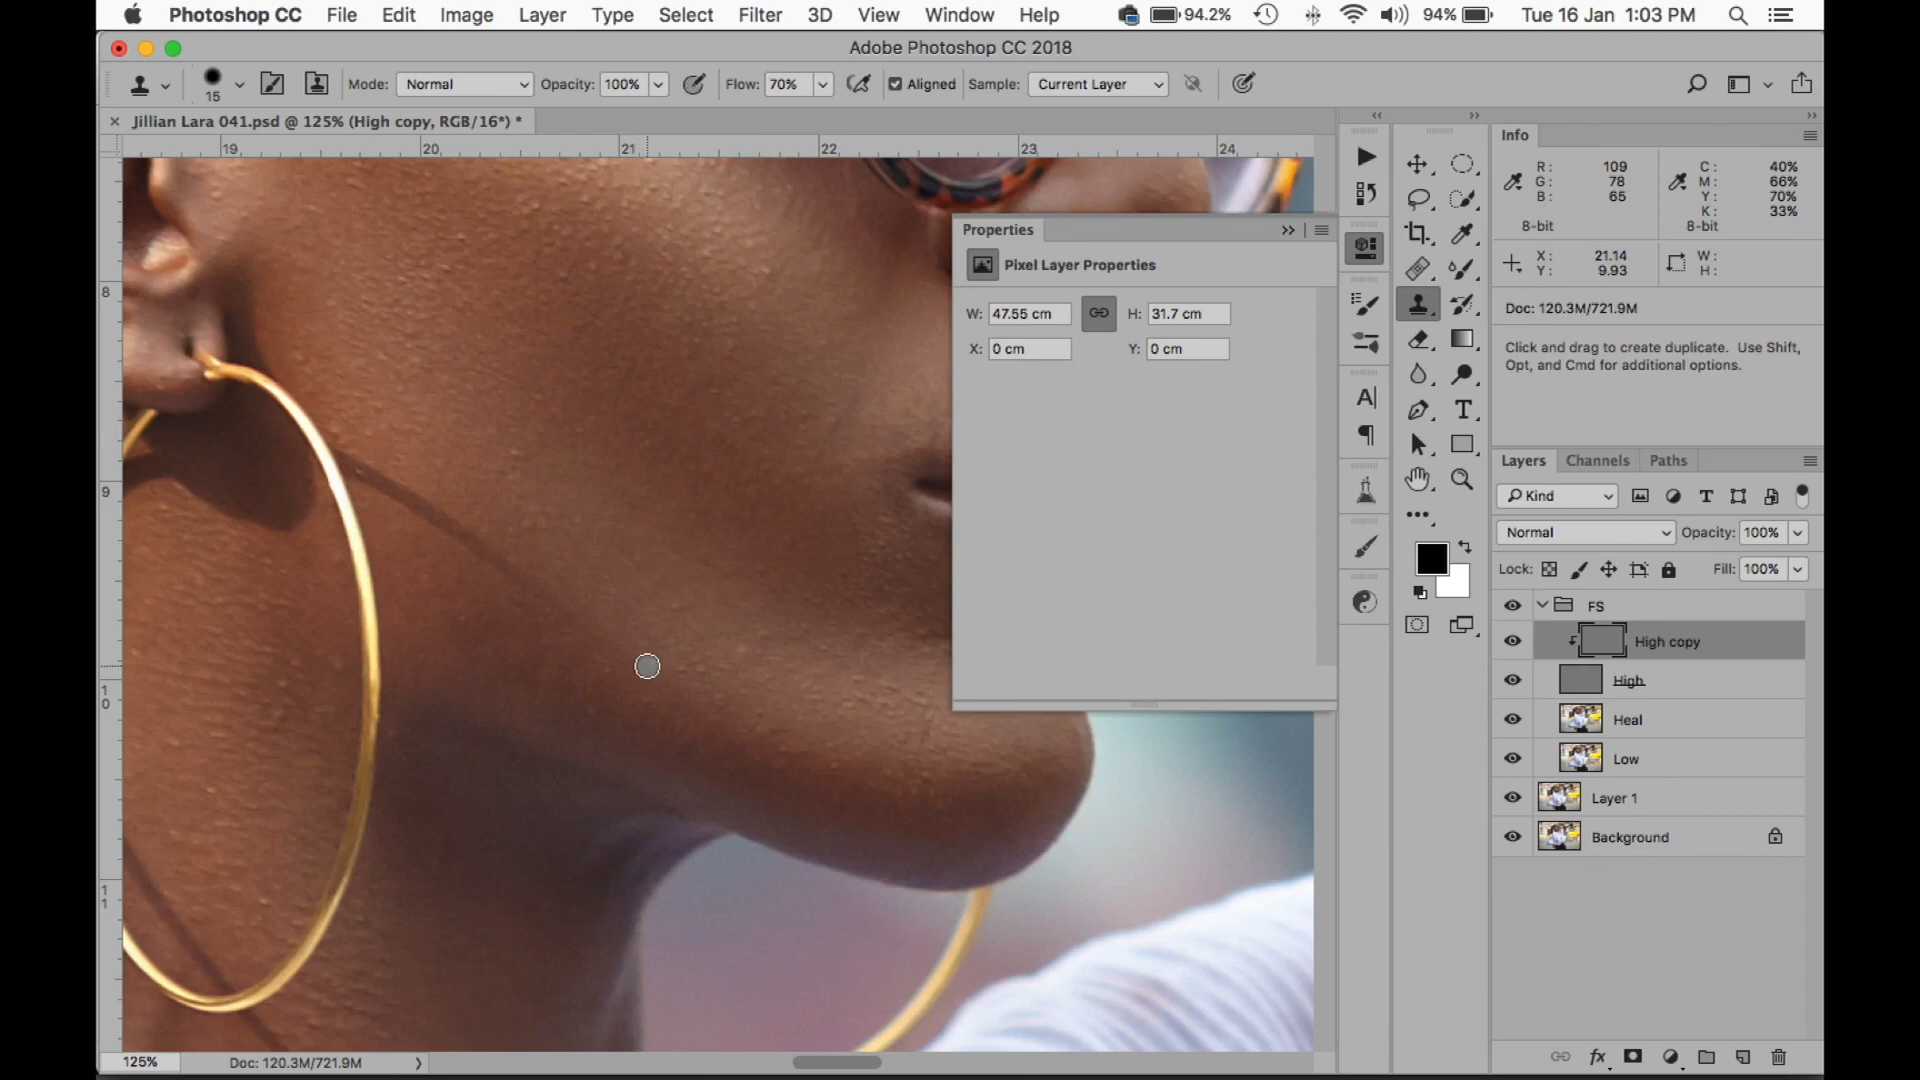 Photoshop CC File Edit Image Layer Type Select Filter 3D View Window Help 94.2% 94% Tue 16 Jan 1:03 PM
Adobe Photoshop CC 2018
15 Mode: Normal Opacity: 100% Flow: 70% Aligned Sample: Current Layer
× Jillian Lara 041.psd @ 125% (High copy, RGB/16*) *
19 20 21 22 23 24
8
9
10
11
Properties
Pixel Layer Properties
W: 47.55 cm H: 31.7 cm
X: 0 cm Y: 0 cm
Info
R: 109 C: 40%
G: 78 M: 66%
B: 65 Y: 70%
K: 33%
8-bit 8-bit
X: 21.14 W:
Y: 9.93 H:
Doc: 120.3M/721.9M
Click and drag to create duplicate. Use Shift,
Opt, and Cmd for additional options.
Layers Channels Paths
Kind
Normal Opacity: 100%
Lock: Fill: 100%
FS
High copy
High
Heal
Low
Layer 1
Background
125% Doc: 120.3M/721.9M